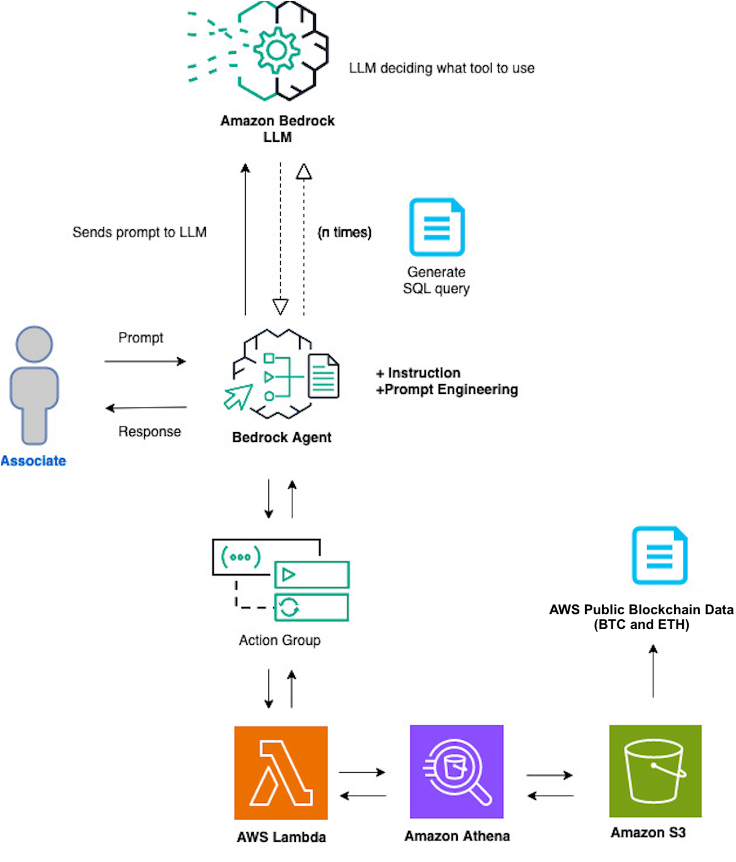 LLM deciding what tool to use
Amazon Bedrock
LLM
Sends prompt to LLM
(n times)
Generate
SQL query
Prompt
+ Instruction
+Prompt Engineering
Response
Bedrock Agent
Associate
(...)
Action Group
AWS Public Blockchain Data
(BTC and ETH)
AWS Lambda
Amazon Athena
Amazon S3